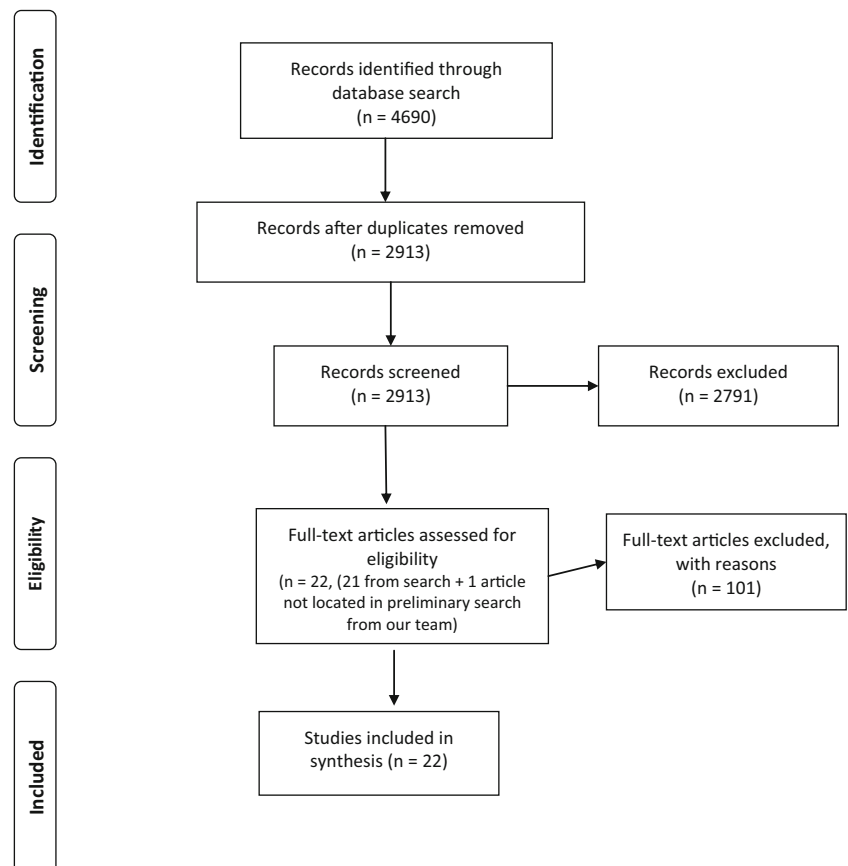 Identification
Records identified through
database search
(n = 4690)
Records after duplicates removed
(n = 2913)
Screening
Records screened
(n = 2913)
Records excluded
(n = 2791)
Eligibility
Full-text articles assessed for
eligibility
(n = 22, (21 from search + 1 article
not located in preliminary search
from our team)
Full-text articles excluded,
with reasons
(n = 101)
Included
Studies included in
synthesis (n = 22)